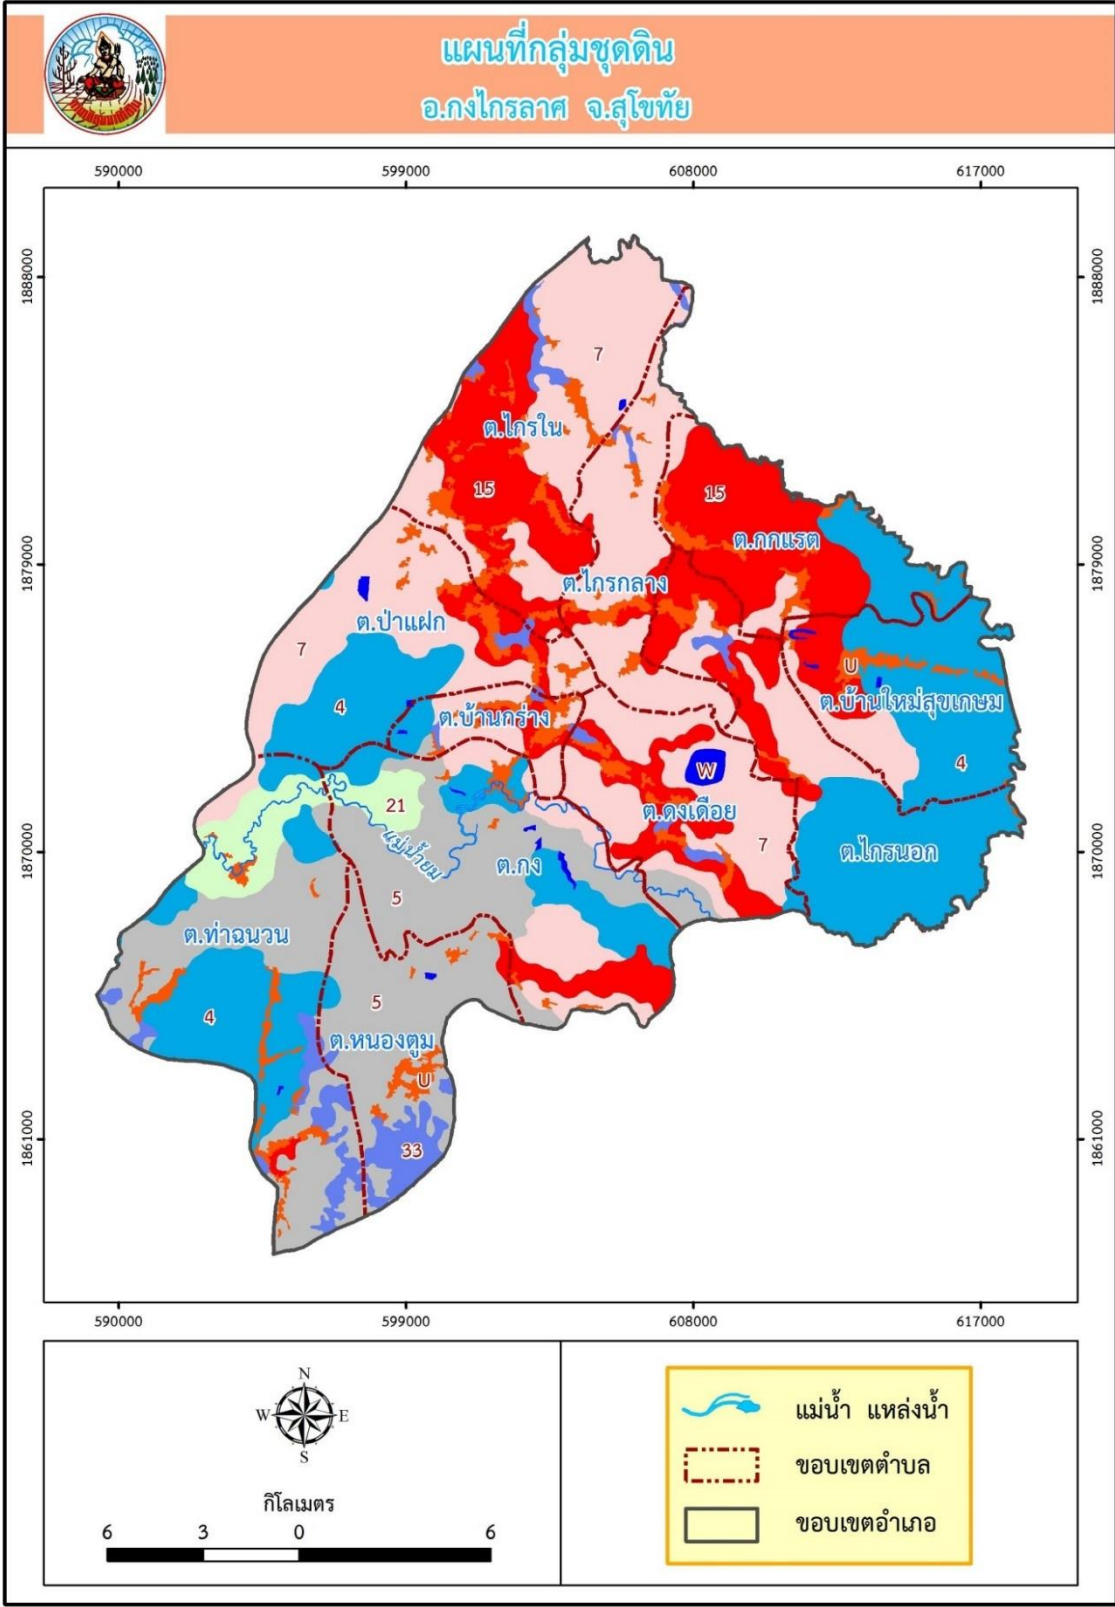 แผนที่กลุ่มชุดดิน
อ.กงไกรลาศ จ.สุโขทัย
590000 599000 608000 617000
1888000 1888000
7
ต.ไกรใน
15 15
ต.กกแรต
1879000 1879000
ต.ไกรกลาง
ต.ป่าแฝก
7
U
4
ต.บ้านใหม่สุขเกษม
ต.บ้านกร่าง
W 4
21
ต.ดงเดือย
แม่น้ำยม
7
1870000 1870000
ต.กง
ต.ไกรนอก
5
ต.ท่าฉนวน
5
4
ต.หนองตูม
U
33
1861000 1861000
590000 599000 608000 617000
N
W E
S
กิโลเมตร
6 3 0 6
แม่น้ำ แหล่งน้ำ
ขอบเขตตำบล
ขอบเขตอำเภอ